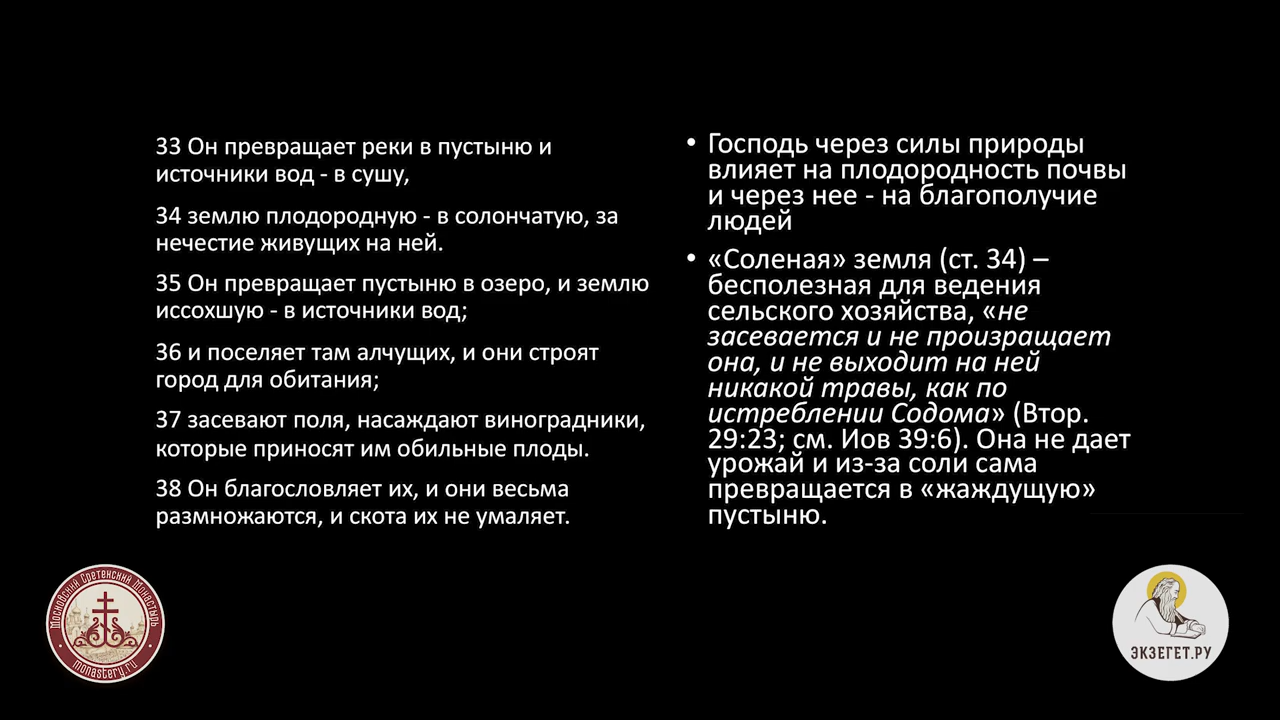 33 Он превращает реки в пустыню и
источники вод - в сушу,
34 землю плодородную - в солончатую, за
нечестие живущих на ней.
35 Он превращает пустыню в озеро, и землю
иссохшую - в источники вод;
36 и поселяет там алчущих, и они строят
город для обитания;
37 засевают поля, насаждают виноградники,
которые приносят им обильные плоды.
38 Он благословляет их, и они весьма
размножаются, и скота их не умаляет.
• Господь через силы природы
влияет на плодородность почвы
и через нее - на благополучие
людей
• «Соленая» земля (ст. 34) –
бесполезная для ведения
сельского хозяйства, «не
засевается и не произращает
она, и не выходит на ней
никакой травы, как по
истреблении Содома» (Втор.
29:23; см. Иов 39:6). Она не дает
урожай и из-за соли сама
превращается в «жаждущую»
пустыню.
Московский Сретенский Монастырь
monastery.ru
ЭКЗЕГЕТ.РУ